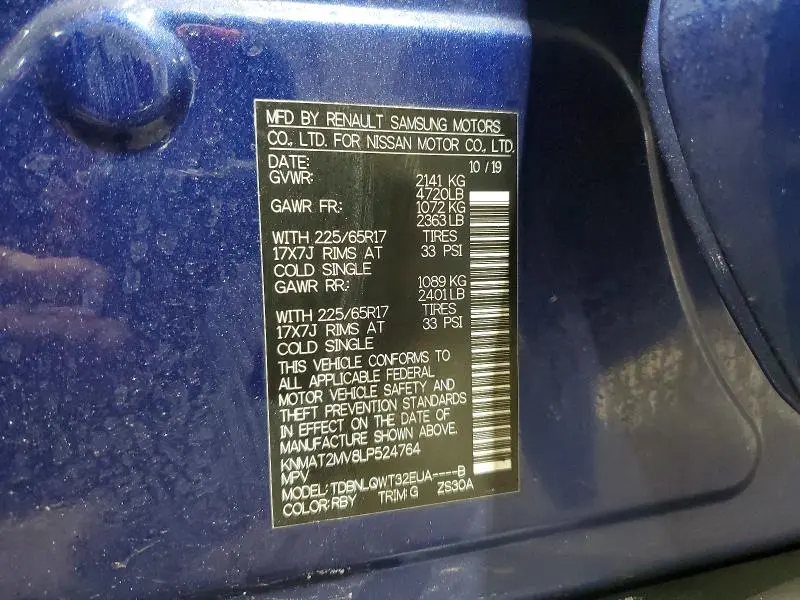 MFD BY RENAULT SAMSUNG MOTORS
CO., LTD. FOR NISSAN MOTOR CO., LTD.
DATE: 10/19
GVWR: 2141 KG
4720LB
GAWR FR: 1072 KG
2363LB
WITH 225/65R17 TIRES
17X7J RIMS AT 33 PSI
COLD SINGLE
GAWR RR: 1089KG
2401LB
WITH 225/65R17 TIRES
17X7J RIMS AT 33 PSI
COLD SINGLE
THIS VEHICLE CONFORMS TO
ALL APPLICABLE FEDERAL
MOTOR VEHICLE SAFETY AND
THEFT PREVENTION STANDARDS
IN EFFECT ON THE DATE OF
MANUFACTURE SHOWN ABOVE.
KNMAT2MV8LP524764
MPV
MODEL:TDBNLQWT32EUA----B
COLOR:RBY TRIM:G ZS30A